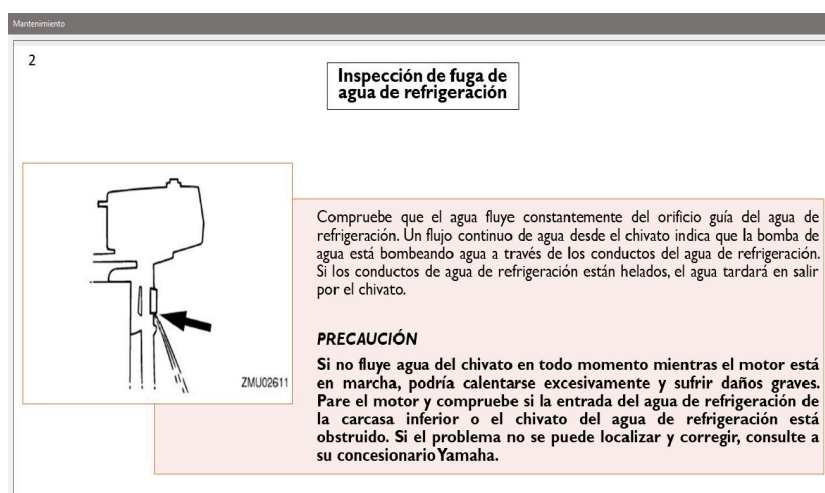 Mantenimiento
2
Inspección de fuga de
agua de refrigeración
Compruebe que el agua fluye constantemente del orificio guía del agua de
refrigeración. Un flujo continuo de agua desde el chivato indica que la bomba de
agua está bombeando agua a través de los conductos del agua de refrigeración.
Si los conductos de agua de refrigeración están helados, el agua tardará en salir
por el chivato.
PRECAUCIÓN
Si no fluye agua del chivato en todo momento mientras el motor está
en marcha, podría calentarse excesivamente y sufrir daños graves.
Pare el motor y compruebe si la entrada del agua de refrigeración de
la carcasa inferior o el chivato del agua de refrigeración está
obstruido. Si el problema no se puede localizar y corregir, consulte a
su concesionario Yamaha.
ZMU02611